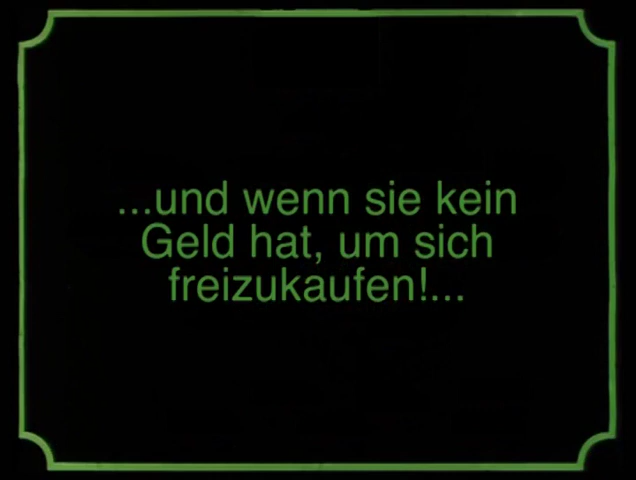 ...und wenn sie kein
Geld hat, um sich
freizukaufen!...